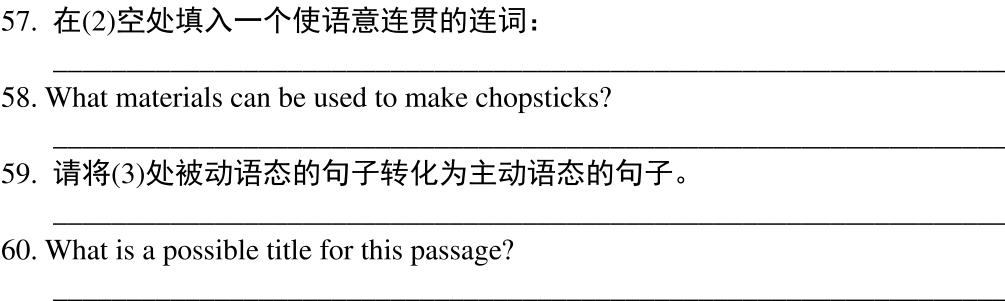 57. 在(2)空处填入一个使语意连贯的连词：
58. What materials can be used to make chopsticks?
59. 请将(3)处被动语态的句子转化为主动语态的句子。
60. What is a possible title for this passage?